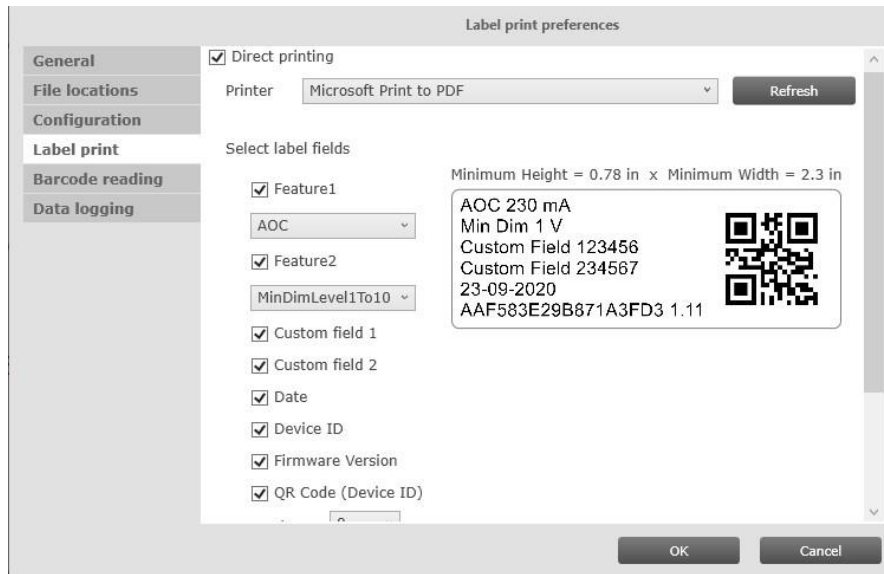 Label print preferences
General
File locations
Configuration
Label print
Barcode reading
Data logging
Direct printing
Printer Microsoft Print to PDF Refresh
Select label fields
Feature1
AOC
Feature2
MinDimLevel1To10
Custom field 1
Custom field 2
Date
Device ID
Firmware Version
QR Code (Device ID)
Minimum Height = 0.78 in x Minimum Width = 2.3 in
AOC 230 mA
Min Dim 1 V
Custom Field 123456
Custom Field 234567
23-09-2020
AAF583E29B871A3FD3 1.11
OK Cancel